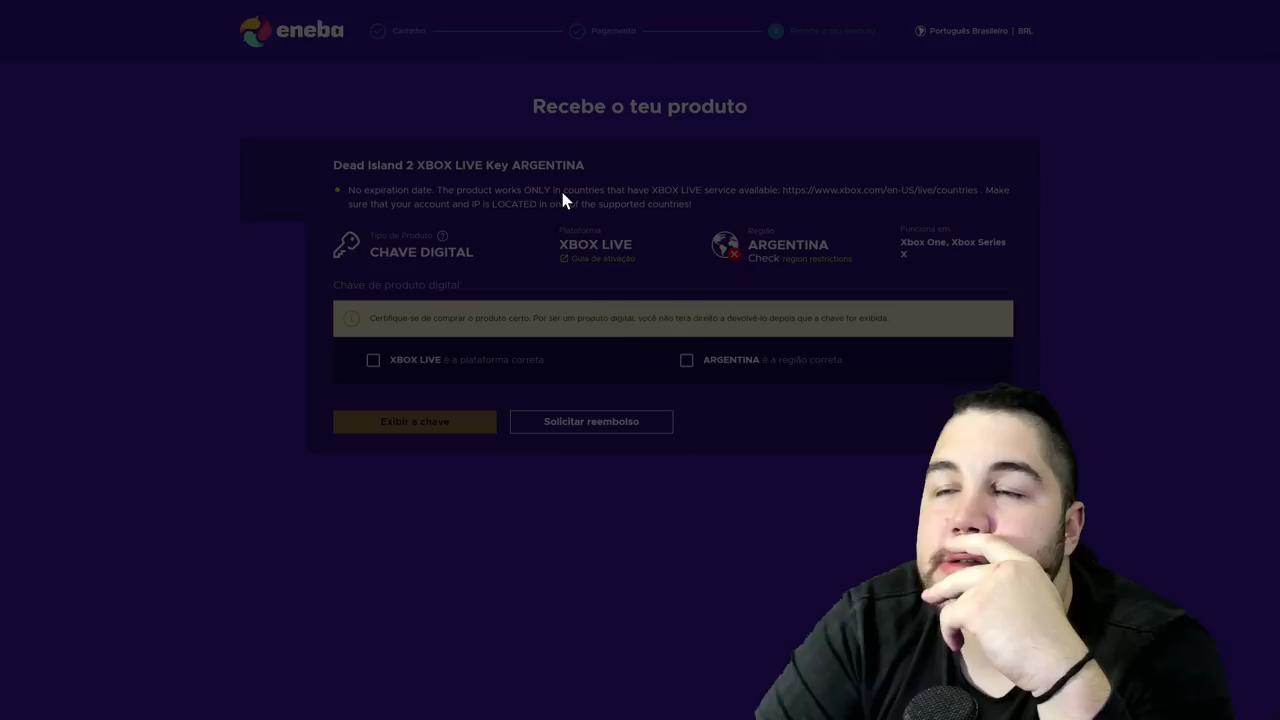 eneba
Carrinho
Pagamento
Recebe o teu produto
Português Brasileiro | BRL
Recebe o teu produto
Dead Island 2 XBOX LIVE Key ARGENTINA
No expiration date. The product works ONLY in countries that have XBOX LIVE service available: https://www.xbox.com/en-US/live/countries . Make
sure that your account and IP is LOCATED in one of the supported countries!
Tipo de Produto
CHAVE DIGITAL
Plataforma
XBOX LIVE
Guia de ativação
Região
ARGENTINA
Check region restrictions
Funciona em:
Xbox One, Xbox Series
X
Chave de produto digital
Certifique-se de comprar o produto certo. Por ser um produto digital, você não terá direito a devolvê-lo depois que a chave for exibida.
XBOX LIVE é a plataforma correta
ARGENTINA é a região correta
Exibir a chave
Solicitar reembolso